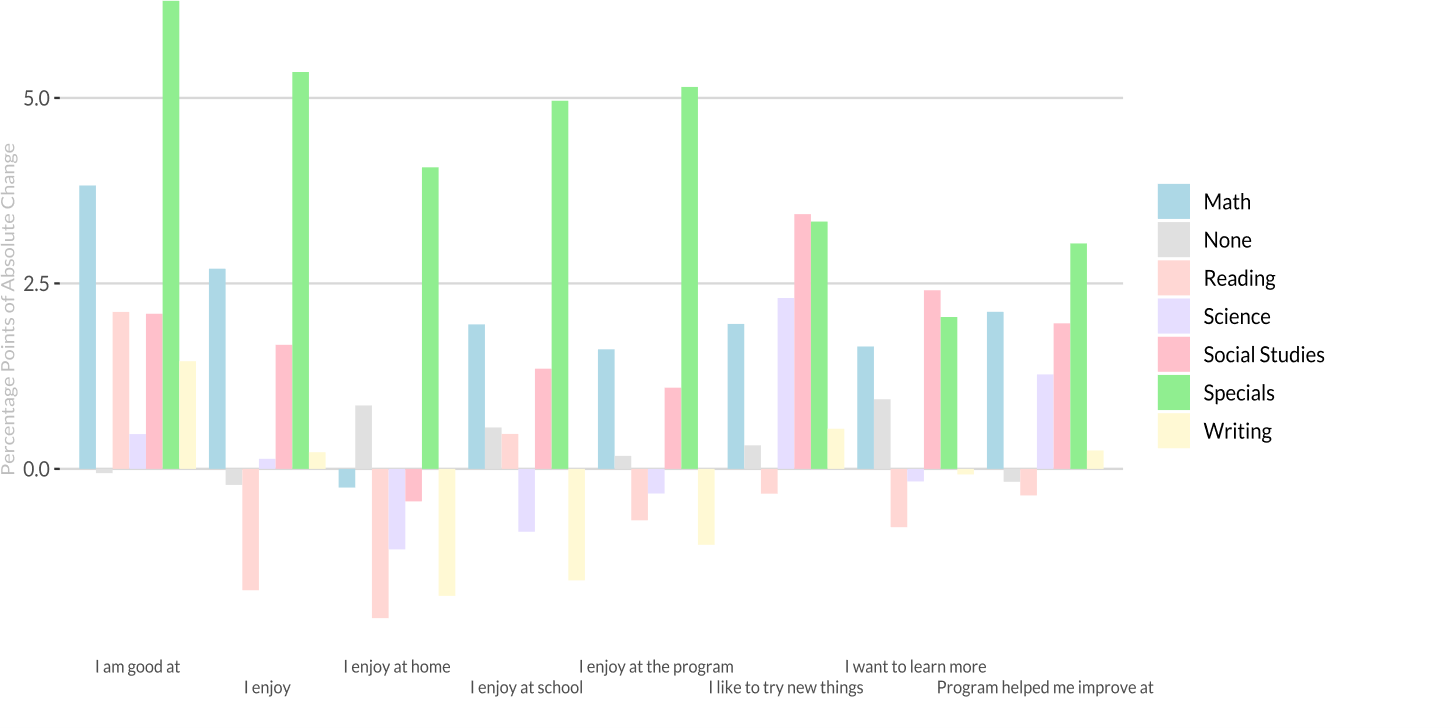 Percentage Points of Absolute Change
5.0
2.5
0.0
Math
None
Reading
Science
Social Studies
Specials
Writing
I am good at
I enjoy
I enjoy at home
I enjoy at school
I enjoy at the program
I like to try new things
I want to learn more
Program helped me improve at